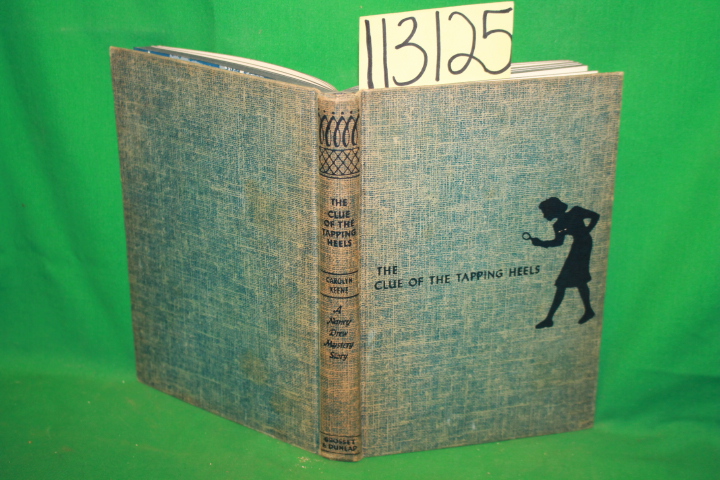 113125
THE
CLUE
OF THE
TAPPING
HEELS
CAROLYN
KEENE
A
Nancy
Drew
Mystery
Story
GROSSET
& DUNLAP
THE
CLUE OF THE TAPPING HEELS